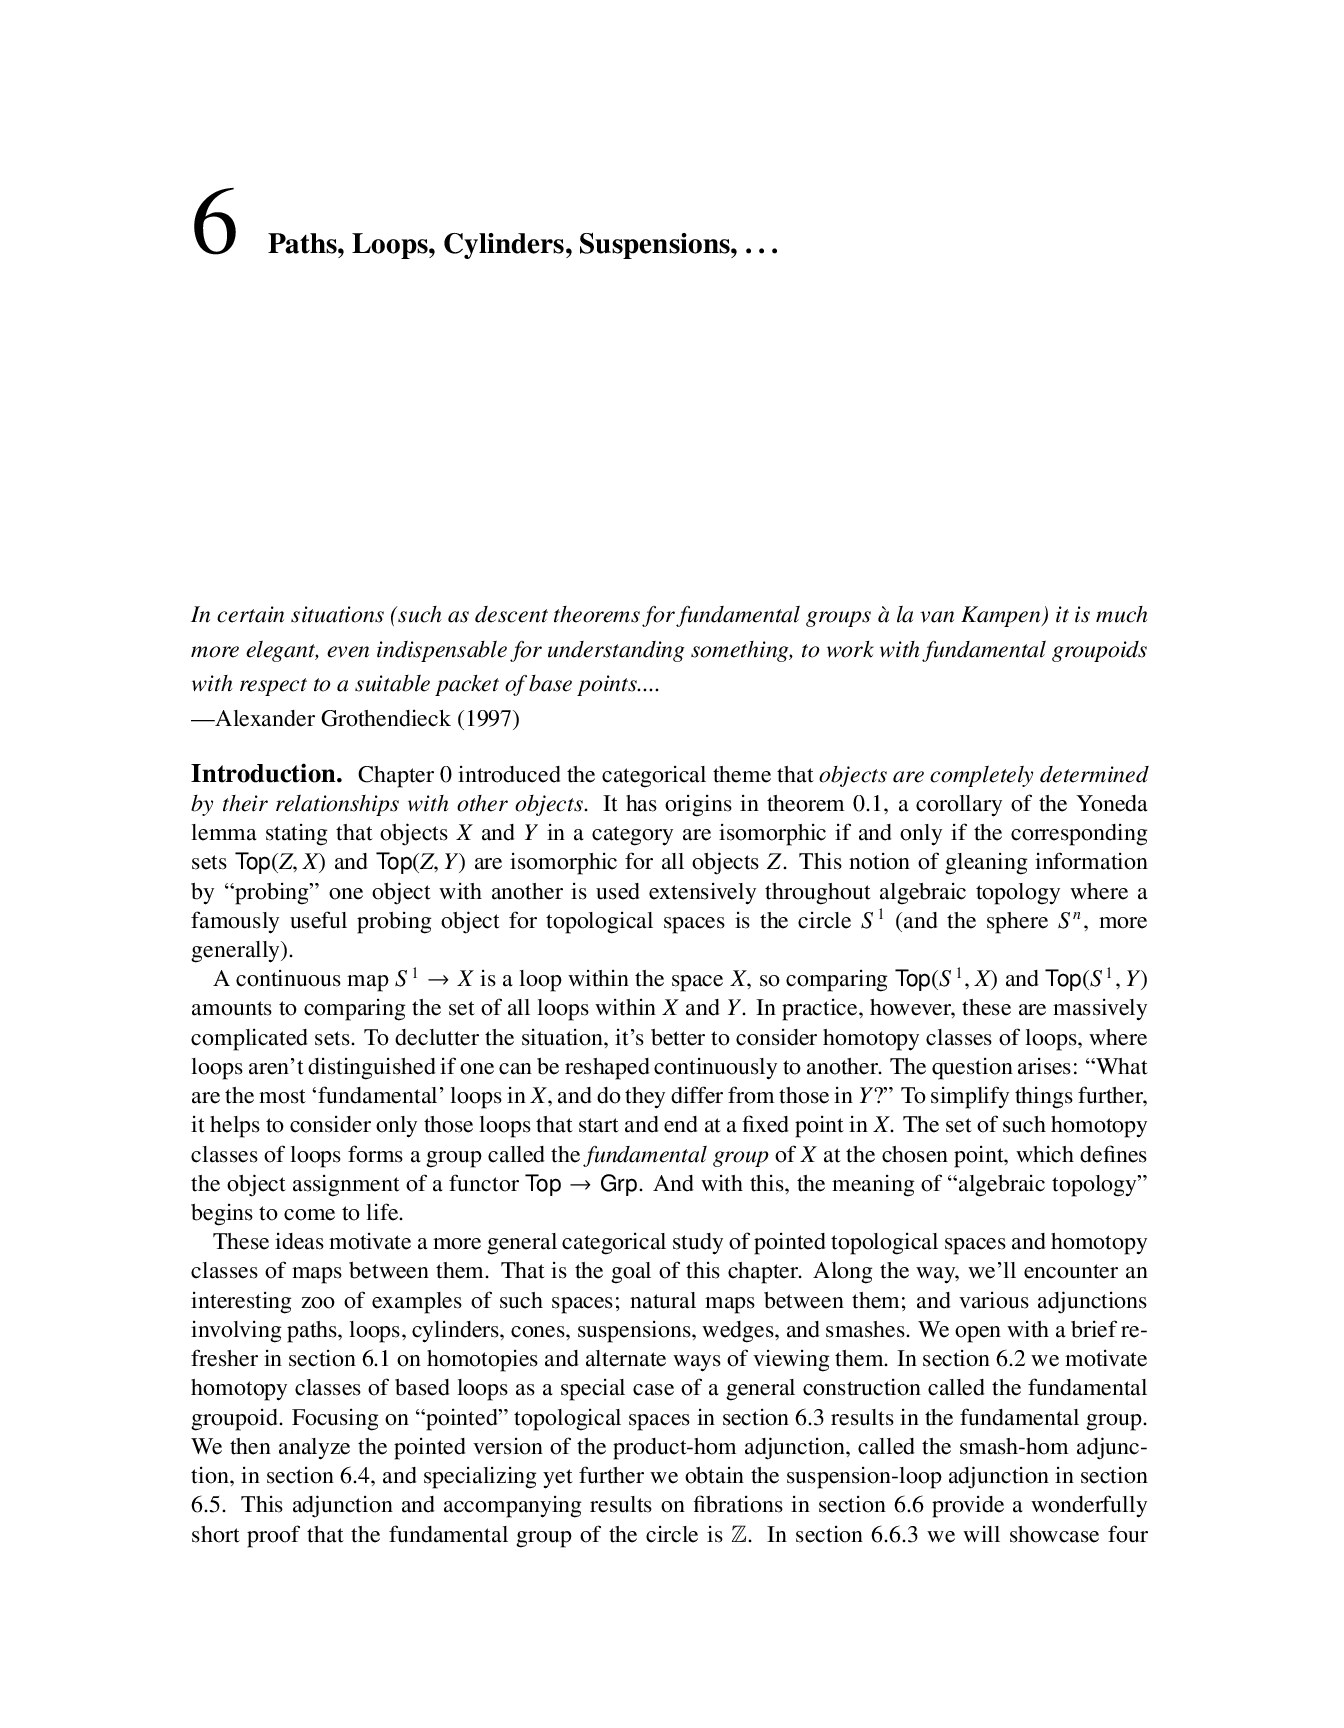 6 Paths, Loops, Cylinders, Suspensions, . . .
In certain situations (such as descent theorems for fundamental groups à la van Kampen) it is much
more elegant, even indispensable for understanding something, to work with fundamental groupoids
with respect to a suitable packet of base points....
—Alexander Grothendieck (1997)
Introduction. Chapter 0 introduced the categorical theme that objects are completely determined
by their relationships with other objects. It has origins in theorem 0.1, a corollary of the Yoneda
lemma stating that objects X and Y in a category are isomorphic if and only if the corresponding
sets Top(Z, X) and Top(Z, Y) are isomorphic for all objects Z. This notion of gleaning information
by “probing” one object with another is used extensively throughout algebraic topology where a
famously useful probing object for topological spaces is the circle S¹ (and the sphere Sⁿ, more
generally).
A continuous map S¹ → X is a loop within the space X, so comparing Top(S¹, X) and Top(S¹, Y)
amounts to comparing the set of all loops within X and Y. In practice, however, these are massively
complicated sets. To declutter the situation, it’s better to consider homotopy classes of loops, where
loops aren’t distinguished if one can be reshaped continuously to another. The question arises: “What
are the most ‘fundamental’ loops in X, and do they differ from those in Y?” To simplify things further,
it helps to consider only those loops that start and end at a fixed point in X. The set of such homotopy
classes of loops forms a group called the fundamental group of X at the chosen point, which defines
the object assignment of a functor Top → Grp. And with this, the meaning of “algebraic topology”
begins to come to life.
These ideas motivate a more general categorical study of pointed topological spaces and homotopy
classes of maps between them. That is the goal of this chapter. Along the way, we’ll encounter an
interesting zoo of examples of such spaces; natural maps between them; and various adjunctions
involving paths, loops, cylinders, cones, suspensions, wedges, and smashes. We open with a brief re-
fresher in section 6.1 on homotopies and alternate ways of viewing them. In section 6.2 we motivate
homotopy classes of based loops as a special case of a general construction called the fundamental
groupoid. Focusing on “pointed” topological spaces in section 6.3 results in the fundamental group.
We then analyze the pointed version of the product-hom adjunction, called the smash-hom adjunc-
tion, in section 6.4, and specializing yet further we obtain the suspension-loop adjunction in section
6.5. This adjunction and accompanying results on fibrations in section 6.6 provide a wonderfully
short proof that the fundamental group of the circle is ℤ. In section 6.6.3 we will showcase four